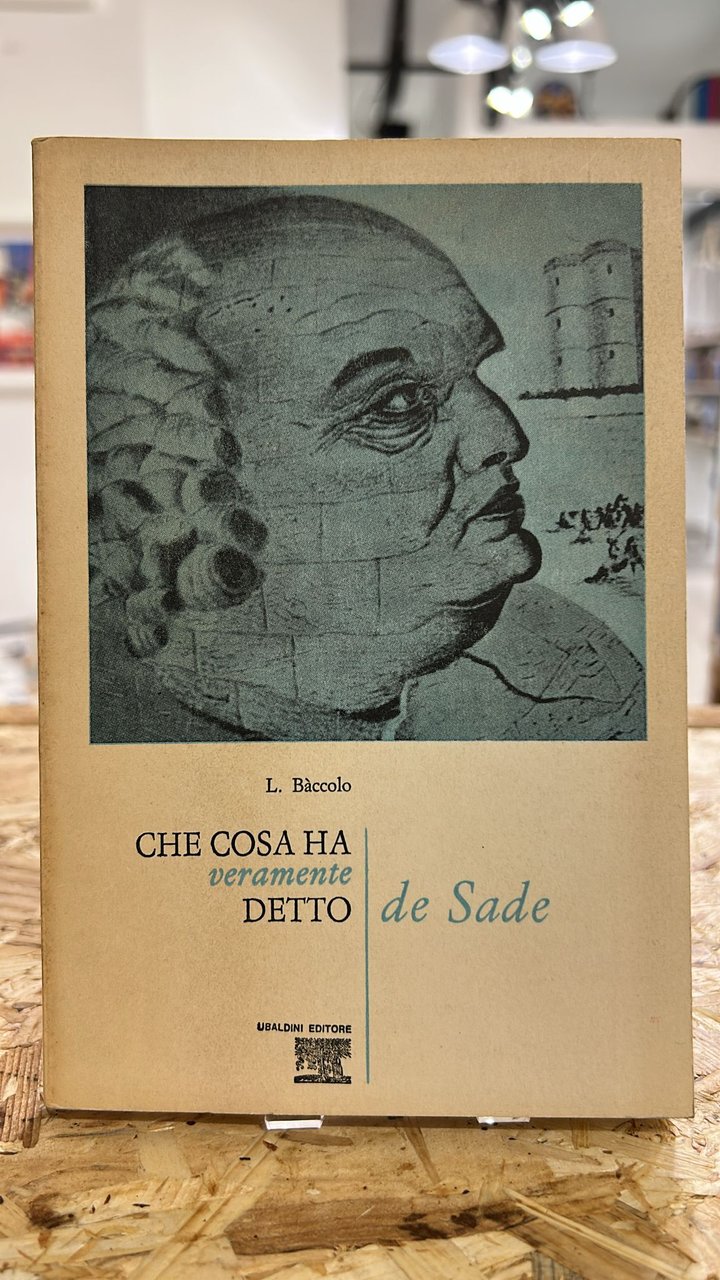 L. Bàccolo
CHE COSA HA
veramente
DETTO
de Sade
UBALDINI EDITORE